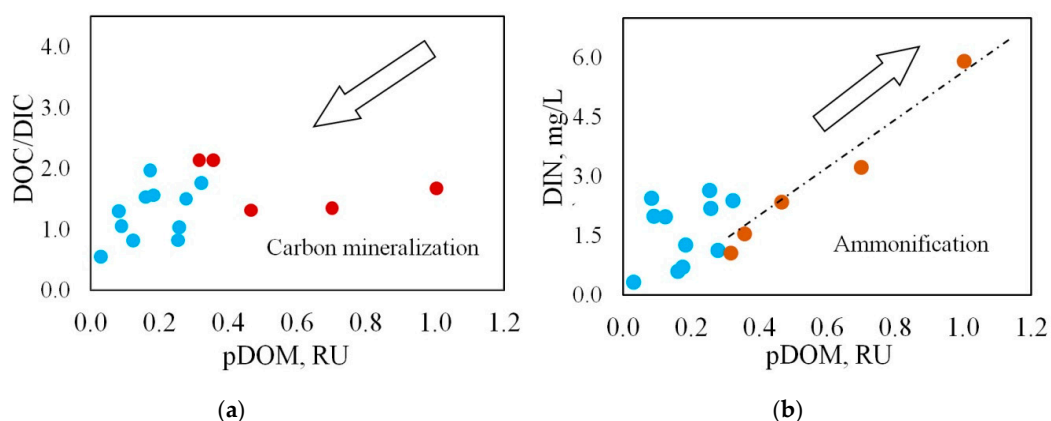 4.0
3.0
2.0
1.0
0.0
DOC/DIC
Carbon mineralization
0.0 0.2 0.4 0.6 0.8 1.0 1.2
pDOM, RU
(a)
6.0
4.5
3.0
1.5
0.0
DIN, mg/L
Ammonification
0.0 0.2 0.4 0.6 0.8 1.0 1.2
pDOM, RU
(b)